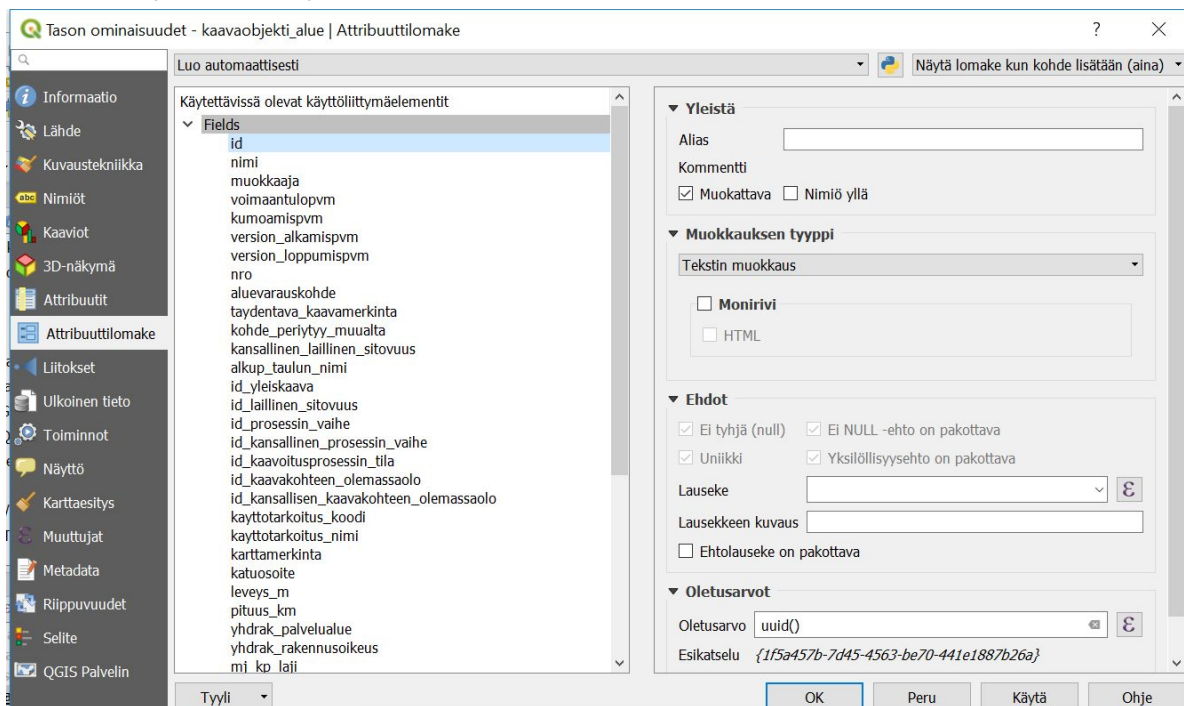 Tason ominaisuudet - kaavaobjekti_alue | Attribuuttilomake
?
Luo automaattisesti
Näytä lomake kun kohde lisätään (aina)
Informaatio
Lähde
Kuvaustekniikka
abc Nimiöt
Kaaviot
3D-näkymä
Attribuutit
Attribuuttilomake
Liitokset
Ulkoinen tieto
Toiminnot
Näyttö
Karttaesitys
Muuttujat
Metadata
Riippuvuudet
Selite
QGIS Palvelin
Käytettävissä olevat käyttöliittymäelementit
Fields
id
nimi
muokkaaja
voimaantulopvm
kumoamispvm
version_alkamispvm
version_loppumispvm
nro
aluevarauskohde
taydentava_kaavamerkinta
kohde_periytyy_muualta
kansallinen_laillinen_sitovuus
alkup_taulun_nimi
id_yleiskaava
id_laillinen_sitovuus
id_prosessin_vaihe
id_kansallinen_prosessin_vaihe
id_kaavoitusprosessin_tila
id_kaavakohteen_olemassaolo
id_kansallisen_kaavakohteen_olemassaolo
kayttotarkoitus_koodi
kayttotarkoitus_nimi
karttamerkinta
katuosoite
leveys_m
pituus_km
yhdrak_palvelualue
yhdrak_rakennusoikeus
mj_kp_laji
Yleistä
Alias
Kommentti
Muokattava Nimiö yllä
Muokkauksen tyyppi
Tekstin muokkaus
Monirivi
HTML
Ehdot
Ei tyhjä (null) Ei NULL -ehto on pakottava
Uniikki Yksilöllisyysehto on pakottava
Lauseke ε
Lausekkeen kuvaus
Ehtolauseke on pakottava
Oletusarvot
Oletusarvo uuid() ε
Esikatselu {1f5a457b-7d45-4563-be70-441e1887b26a}
Tyyli OK Peru Käytä Ohje